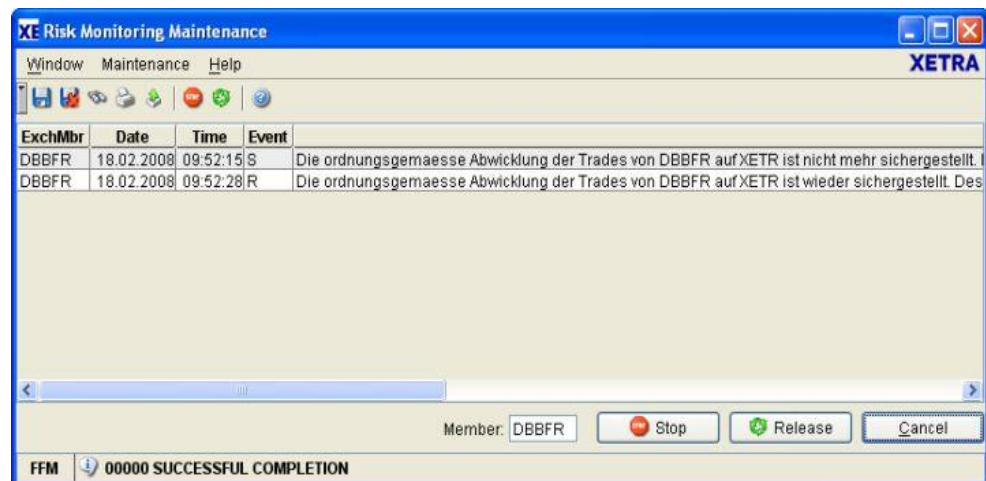 XE Risk Monitoring Maintenance
Window Maintenance Help XETRA
STOP
ExchMbr Date Time Event
DBBFR 18.02.2008 09:52:15 S Die ordnungsgemaesse Abwicklung der Trades von DBBFR auf XETR ist nicht mehr sichergestellt.
DBBFR 18.02.2008 09:52:28 R Die ordnungsgemaesse Abwicklung der Trades von DBBFR auf XETR ist wieder sichergestellt. Des
Member: DBBFR STOP Stop Release Cancel
FFM 00000 SUCCESSFUL COMPLETION